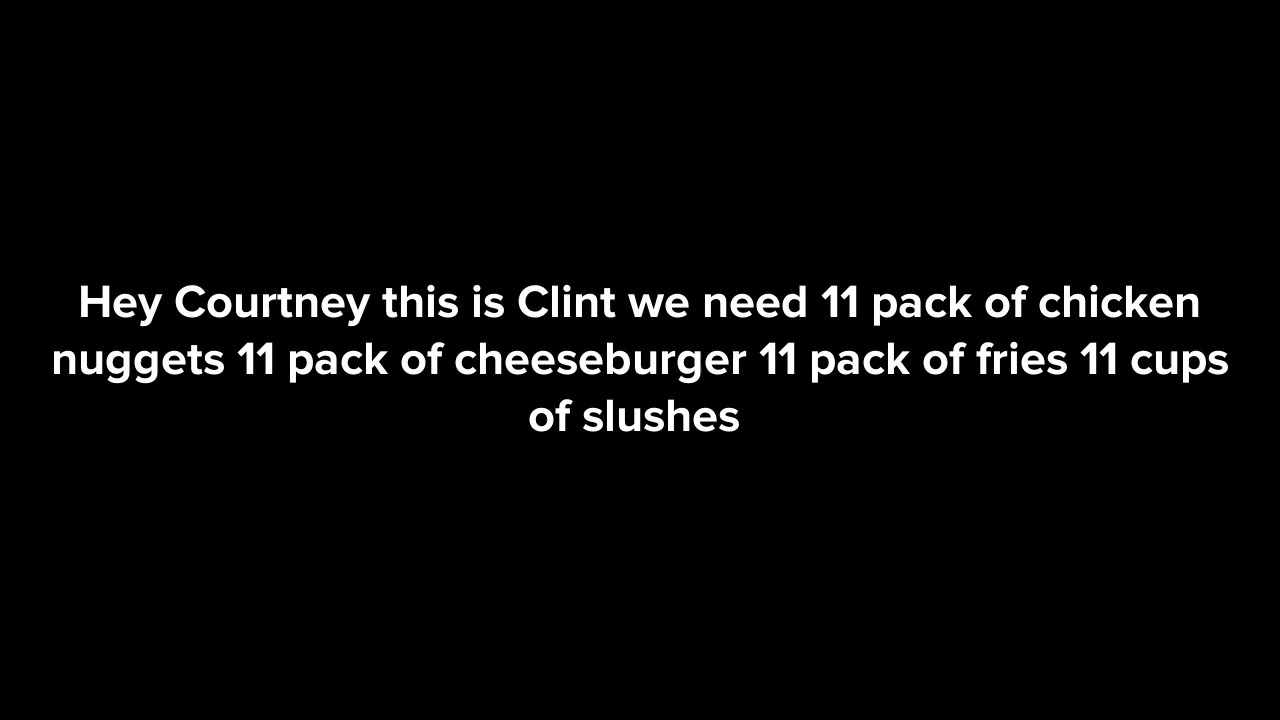 Hey Courtney this is Clint we need 11 pack of chicken
nuggets 11 pack of cheeseburger 11 pack of fries 11 cups
of slushes